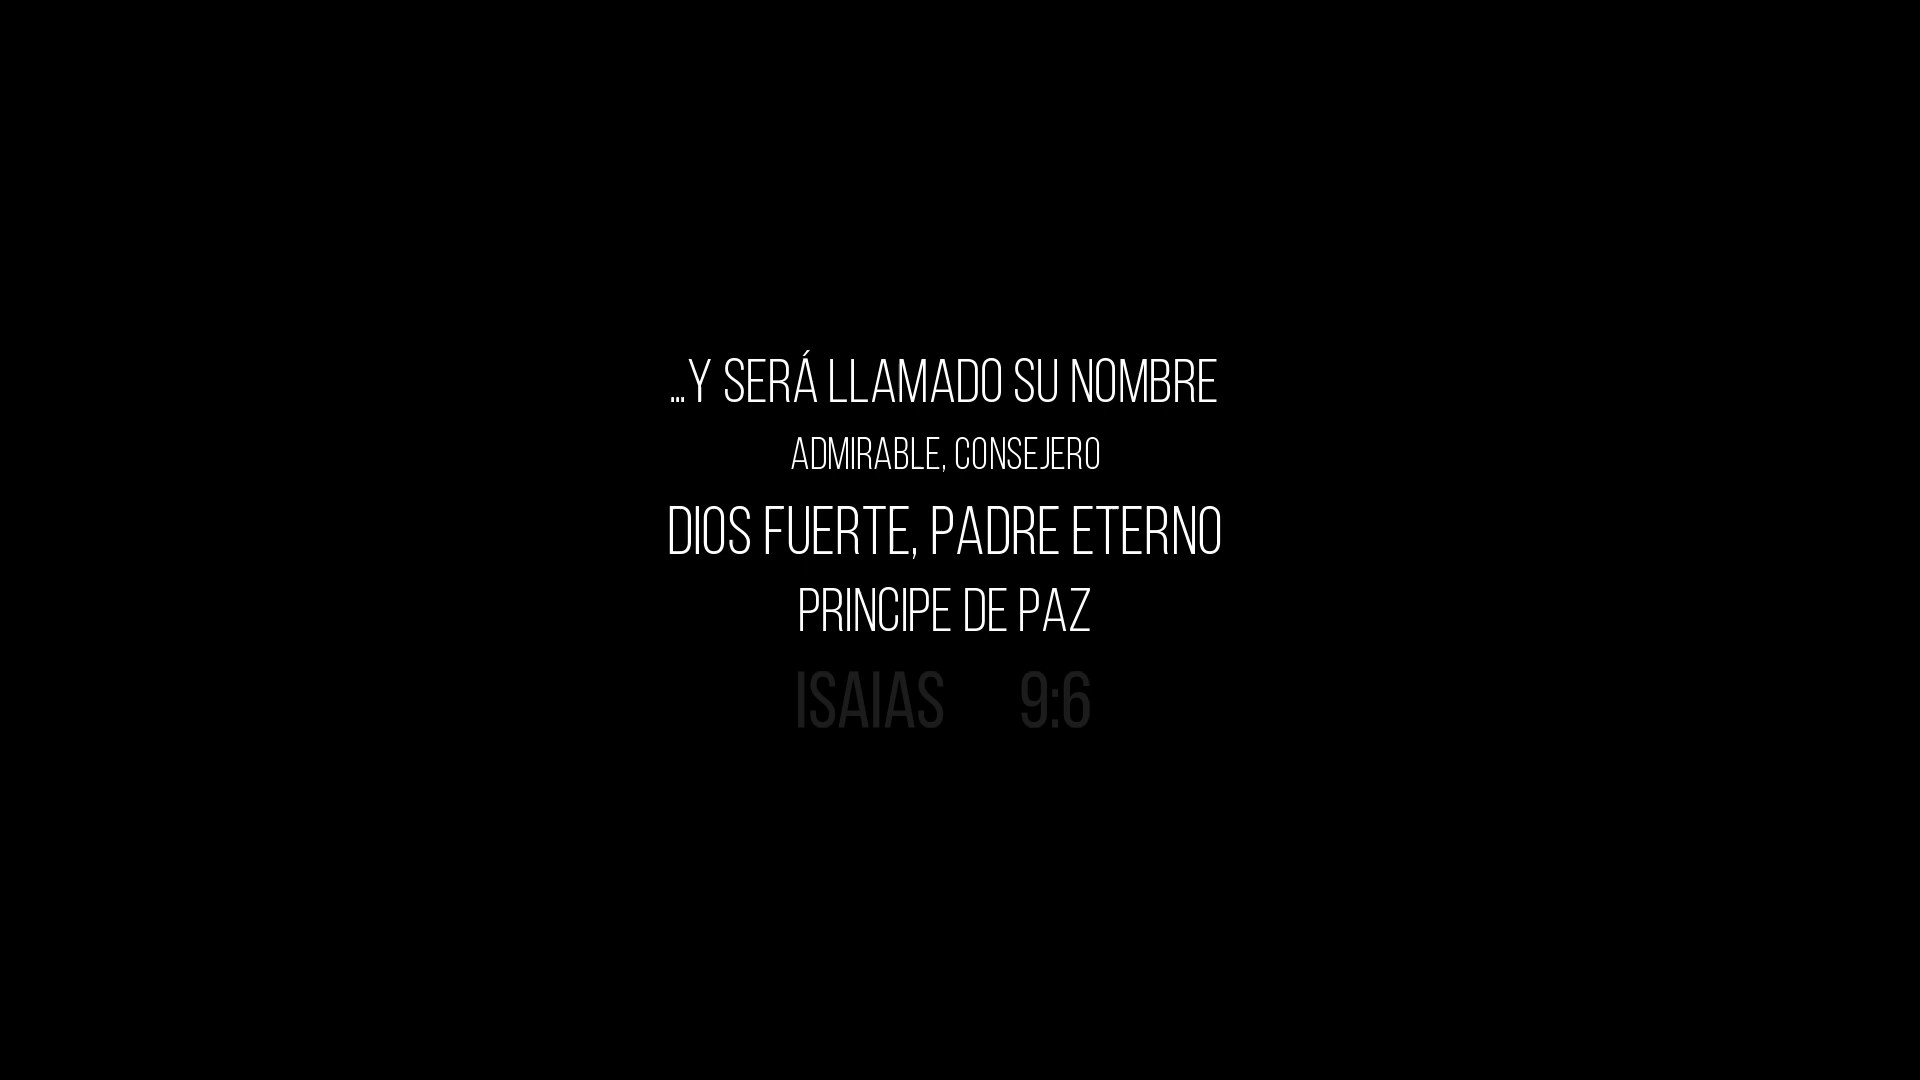 ...Y SERÁ LLAMADO SU NOMBRE
ADMIRABLE, CONSEJERO
DIOS FUERTE, PADRE ETERNO
PRINCIPE DE PAZ
ISAIAS 9:6